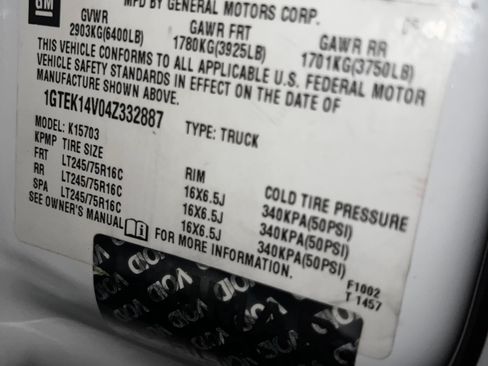 GM
MFD BY GENERAL MOTORS CORP.
GVWR GAWR FRT GAWR RR
2903KG(6400LB) 1780KG(3925LB) 1701KG(3750LB)
THIS VEHICLE CONFORMS TO ALL APPLICABLE U.S. FEDERAL MOTOR
VEHICLE SAFETY STANDARDS IN EFFECT ON THE DATE OF
MANUFACTURE SHOWN ABOVE.
1GTEK14V04Z332887
MODEL: K15703 TYPE: TRUCK
TIRE SIZE RIM COLD TIRE PRESSURE
FRT LT245/75R16C 16X6.5J 340KPA(50PSI)
RR LT245/75R16C 16X6.5J 340KPA(50PSI)
SPA LT245/75R16C 16X6.5J 340KPA(50PSI)
SEE OWNER'S MANUAL FOR MORE INFORMATION.
F1002
T 1457
VOID VOID VOID